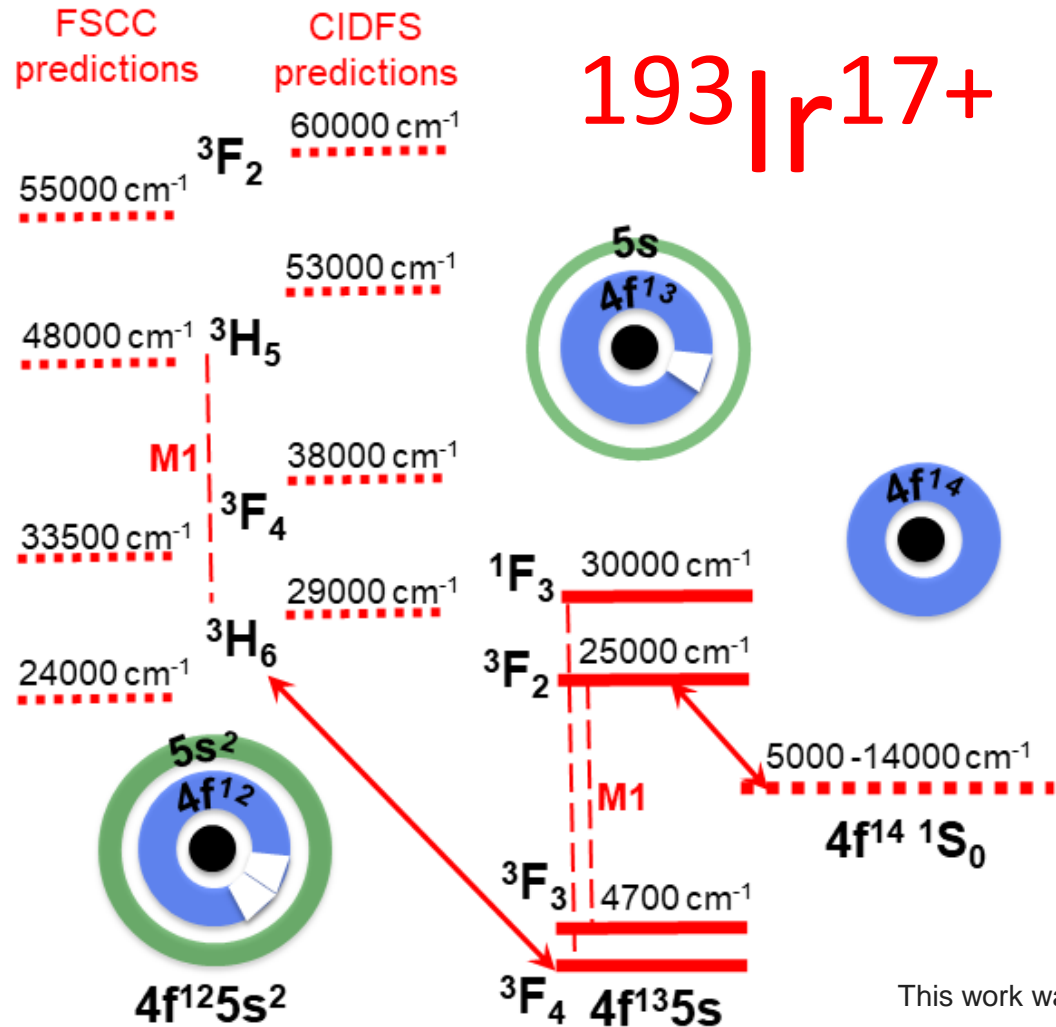 FSCC
predictions
CIDFS
predictions
¹⁹³Ir¹⁷⁺
60000 cm⁻¹
³F₂
55000 cm⁻¹
53000 cm⁻¹
5s
4f¹³
48000 cm⁻¹
³H₅
M1
38000 cm⁻¹
4f¹⁴
³F₄
33500 cm⁻¹
¹F₃
30000 cm⁻¹
29000 cm⁻¹
³H₆
24000 cm⁻¹
³F₂
25000 cm⁻¹
5s²
4f¹²
5000 -14000 cm⁻¹
M1
4f¹⁴ ¹S₀
³F₃
4700 cm⁻¹
³F₄
4f¹³5s
4f¹²5s²
This work wa